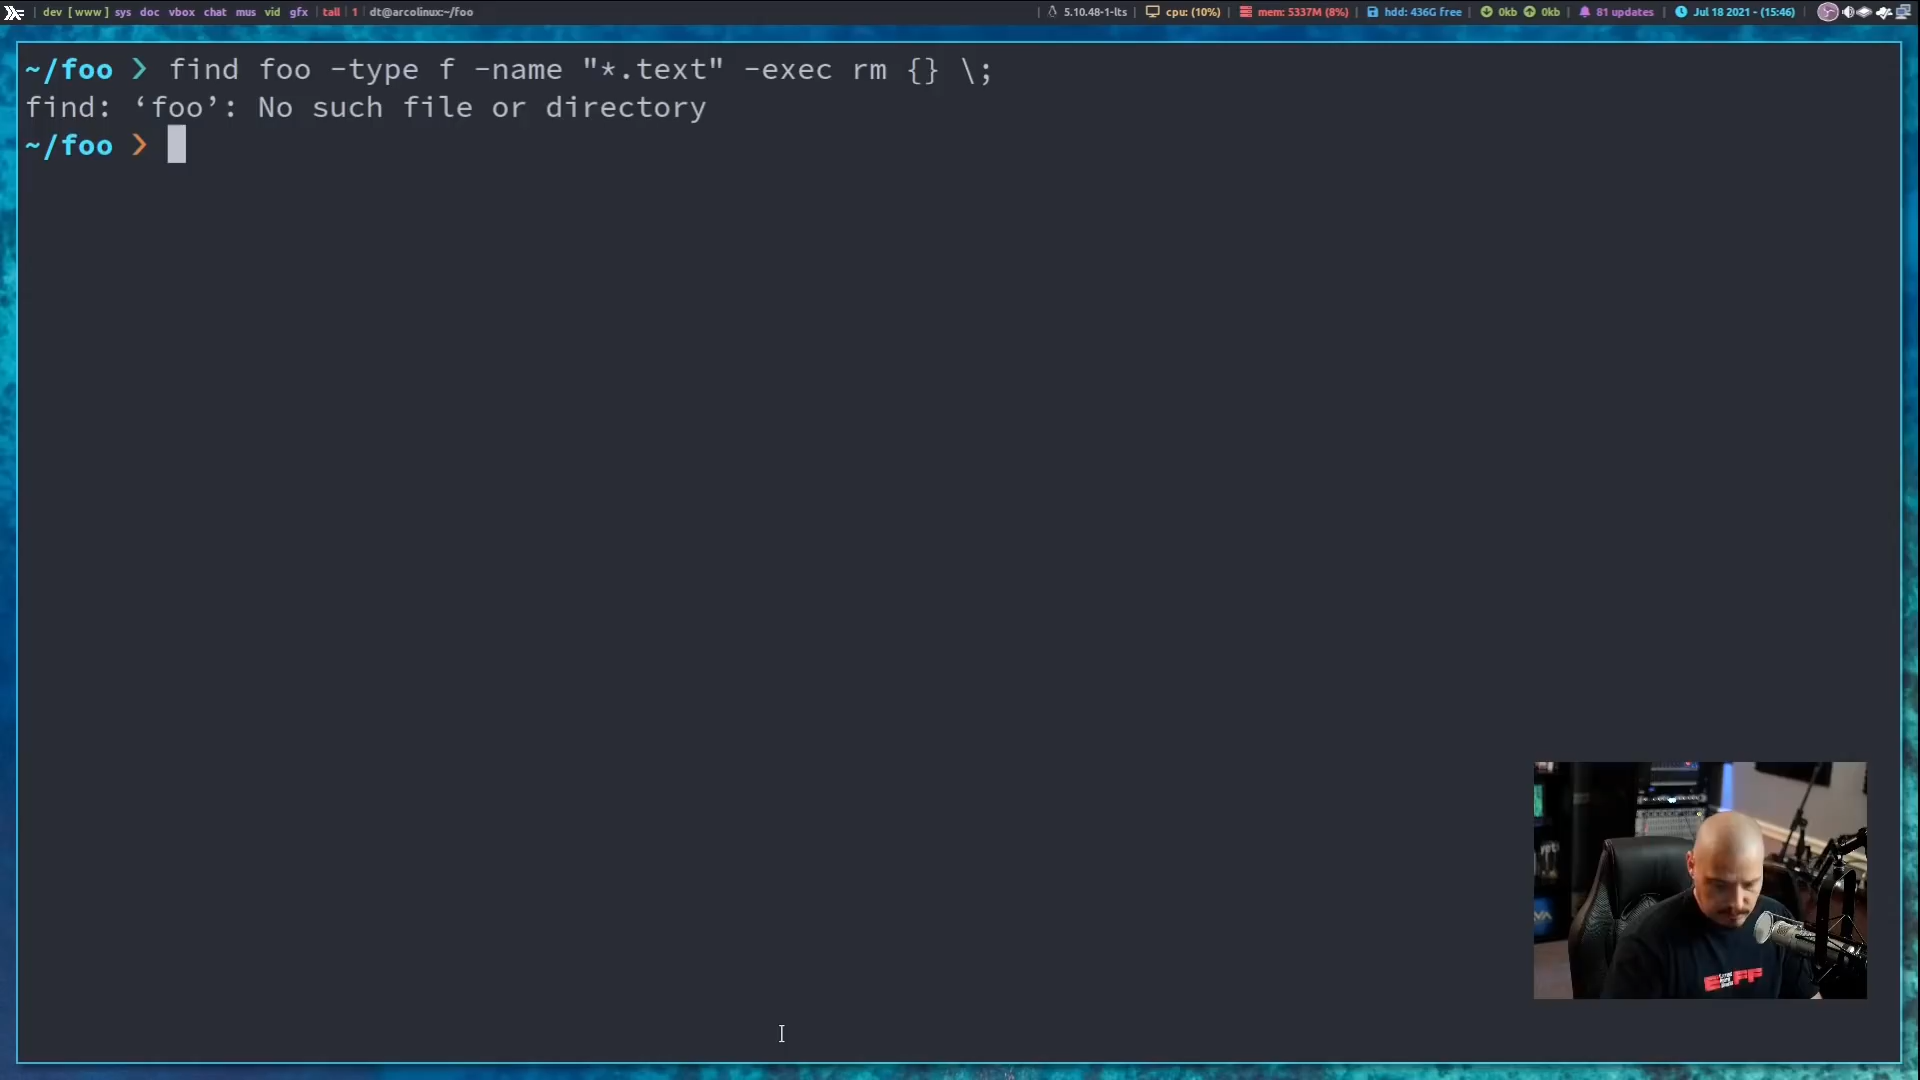 dev [ www ] sys doc vbox chat mus vid gfx | tall | 1 | dt@arcolinux:~/foo | 5.10.48-1-lts | cpu: (10%) | mem: 5337M (8%) | hdd: 436G free | 0kb 0kb | 81 updates | Jul 18 2021 - (15:46) |
~/foo ❯ find foo -type f -name "*.text" -exec rm {} \;
find: ‘foo’: No such file or directory
~/foo ❯